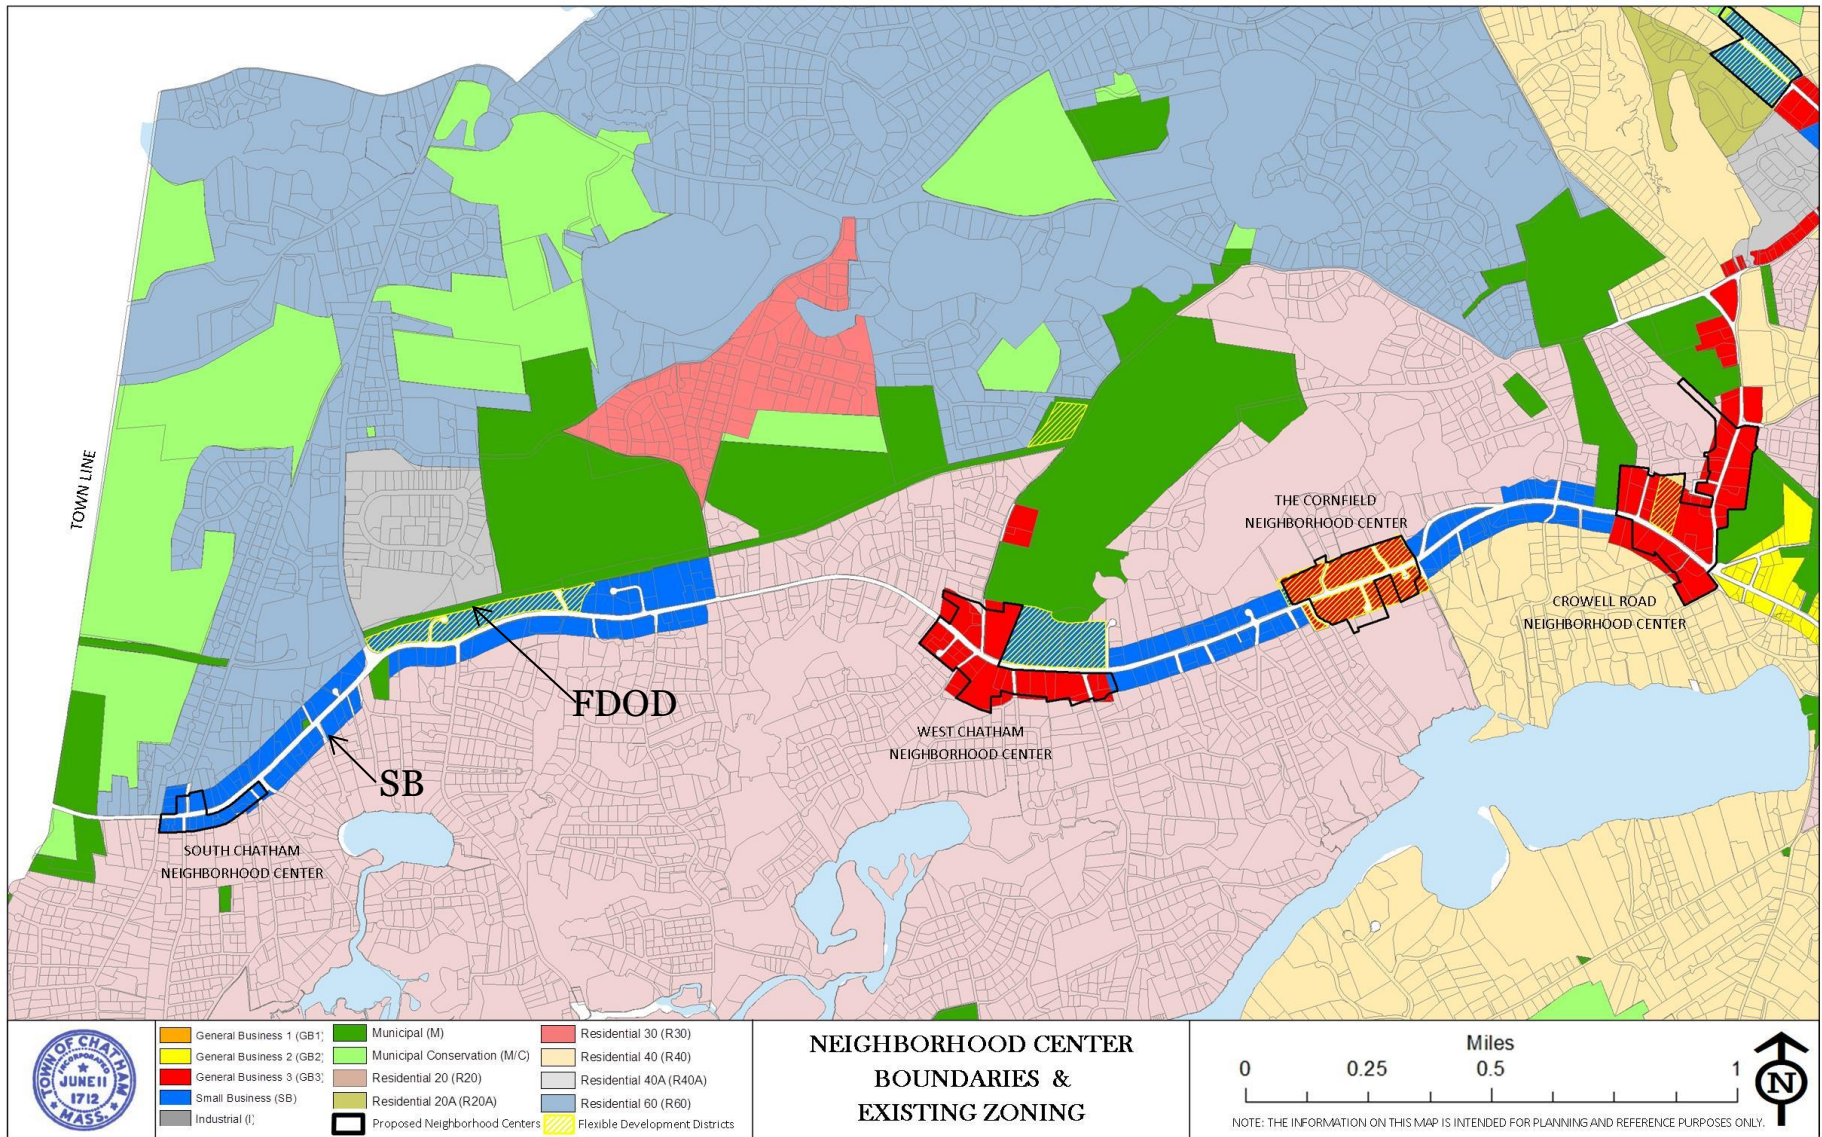 TOWN LINE
THE CORNFIELD
NEIGHBORHOOD CENTER
CROWELL ROAD
NEIGHBORHOOD CENTER
FDOD
WEST CHATHAM
NEIGHBORHOOD CENTER
SB
SOUTH CHATHAM
NEIGHBORHOOD CENTER
TOWN OF CHATHAM
INCORPORATED
JUNE 11
1712
MASS.
General Business 1 (GB1)
General Business 2 (GB2)
General Business 3 (GB3)
Small Business (SB)
Industrial (I)
Municipal (M)
Municipal Conservation (M/C)
Residential 20 (R20)
Residential 20A (R20A)
Proposed Neighborhood Centers
Residential 30 (R30)
Residential 40 (R40)
Residential 40A (R40A)
Residential 60 (R60)
Flexible Development Districts
NEIGHBORHOOD CENTER
BOUNDARIES &
EXISTING ZONING
Miles
0 0.25 0.5 1
N
NOTE: THE INFORMATION ON THIS MAP IS INTENDED FOR PLANNING AND REFERENCE PURPOSES ONLY.